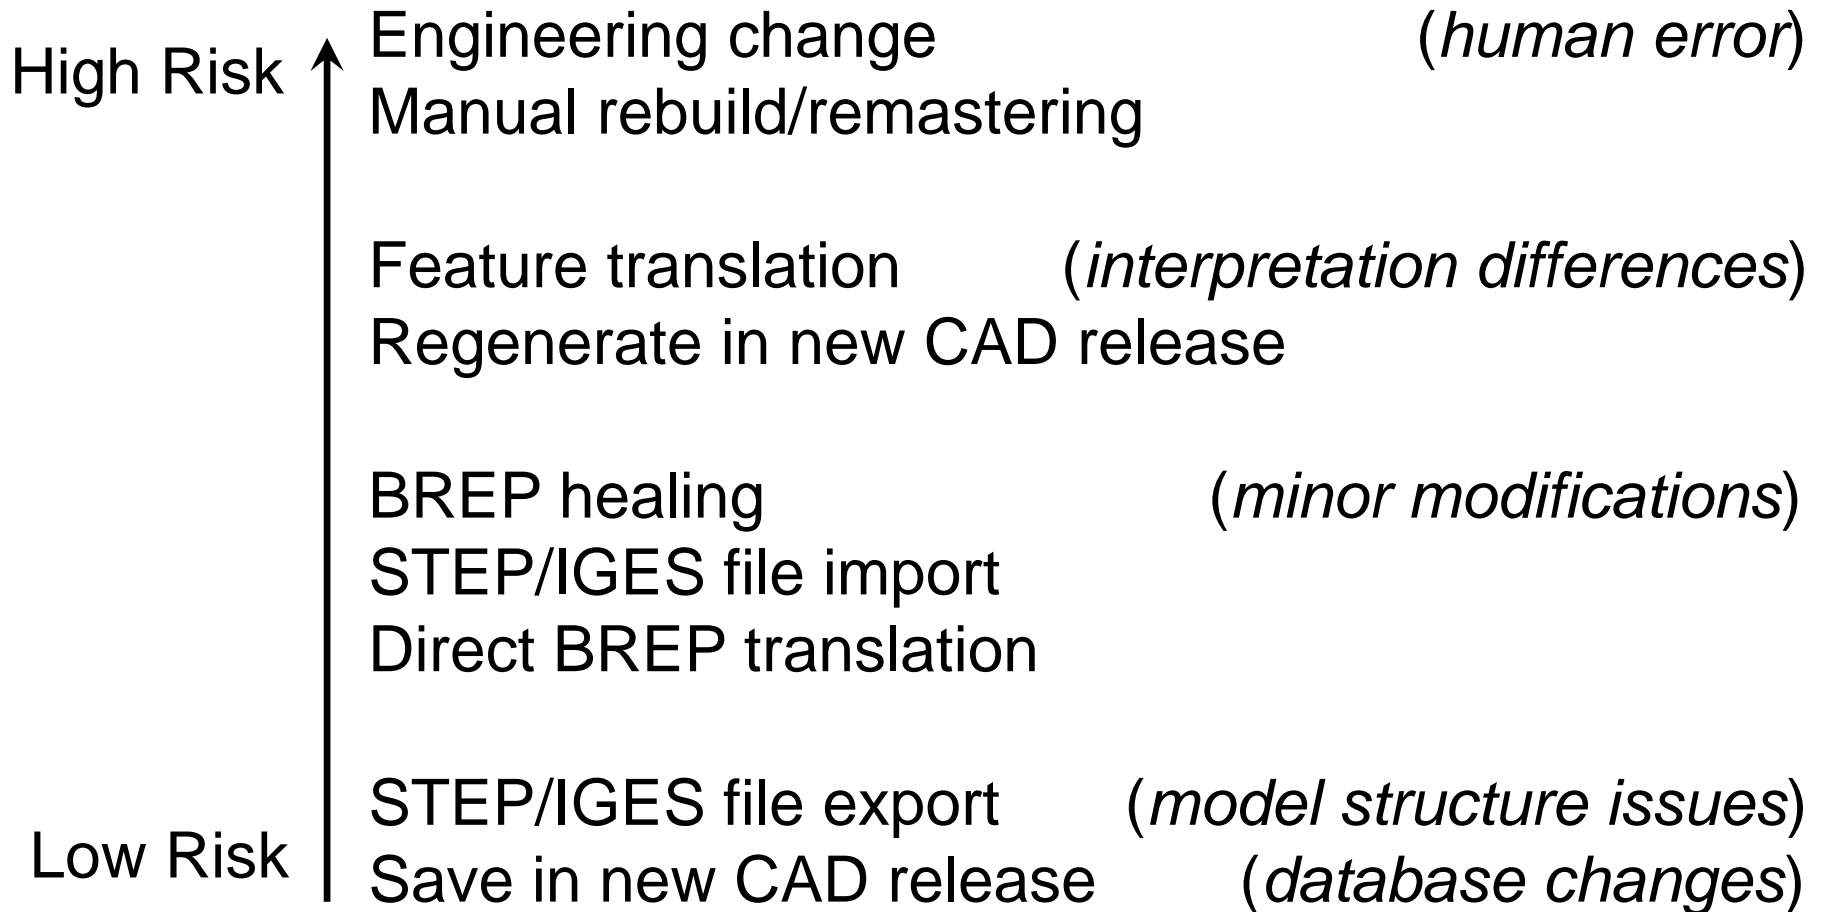 High Risk
Engineering change (human error)
Manual rebuild/remastering
Feature translation (interpretation differences)
Regenerate in new CAD release
BREP healing (minor modifications)
STEP/IGES file import
Direct BREP translation
STEP/IGES file export (model structure issues)
Low Risk
Save in new CAD release (database changes)